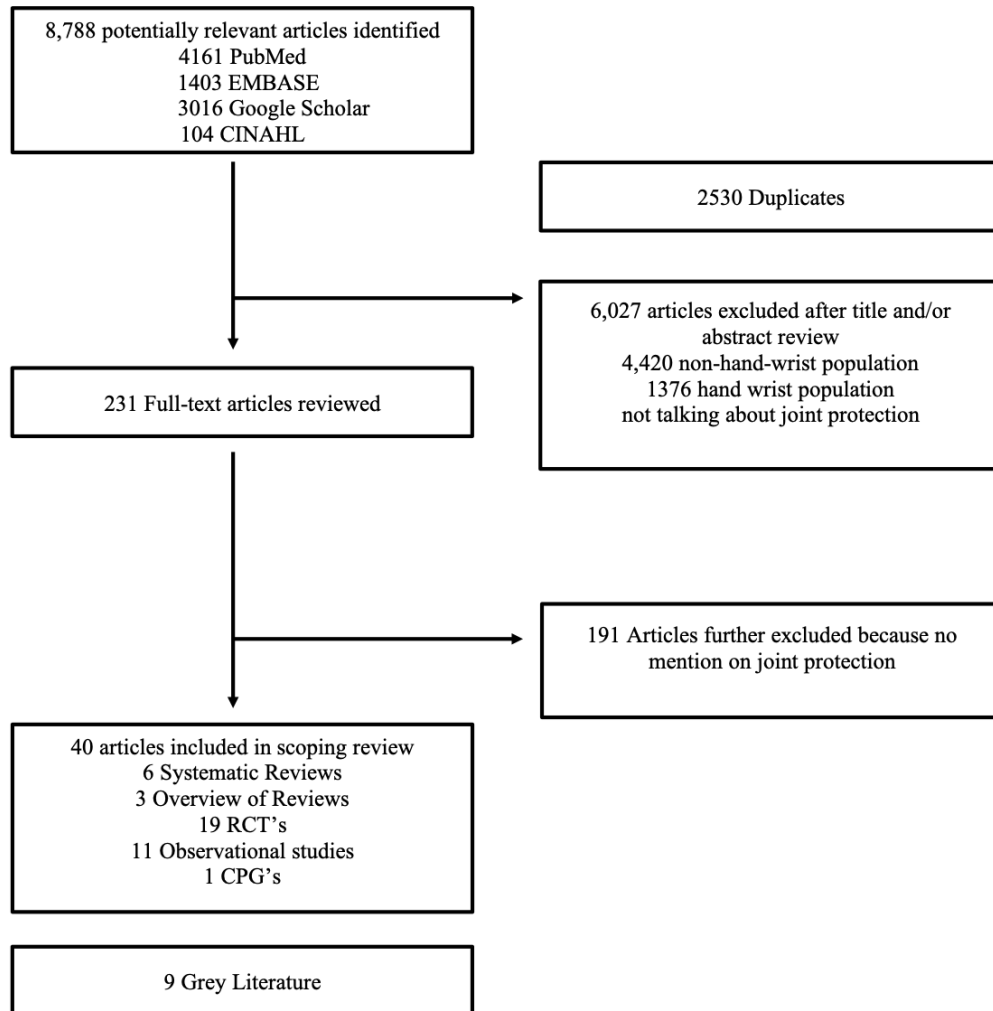 8,788 potentially relevant articles identified
4161 PubMed
1403 EMBASE
3016 Google Scholar
104 CINAHL
2530 Duplicates
6,027 articles excluded after title and/or
abstract review
4,420 non-hand-wrist population
1376 hand wrist population
not talking about joint protection
231 Full-text articles reviewed
191 Articles further excluded because no
mention on joint protection
40 articles included in scoping review
6 Systematic Reviews
3 Overview of Reviews
19 RCT’s
11 Observational studies
1 CPG’s
9 Grey Literature